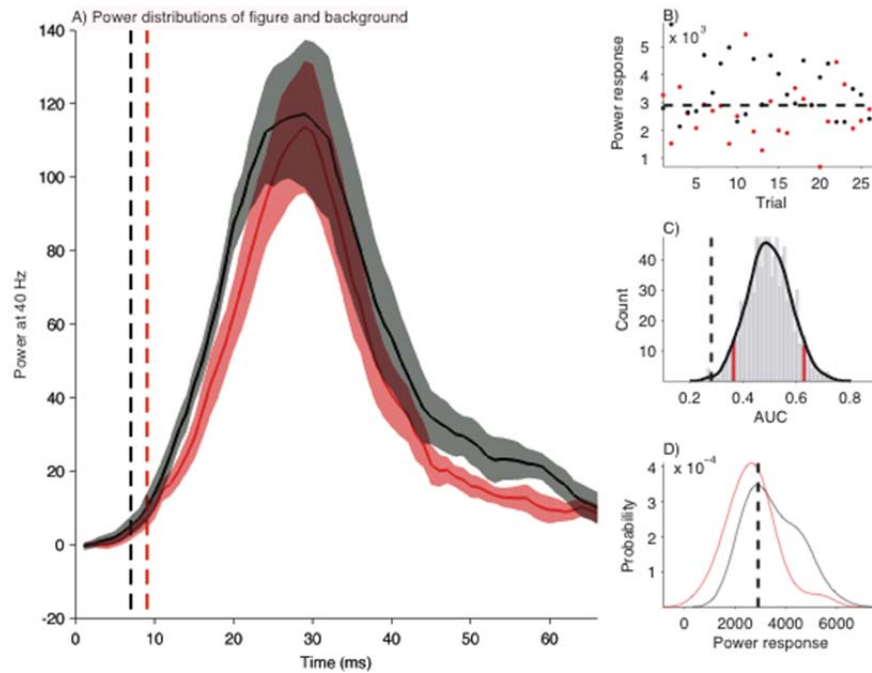 A) Power distributions of figure and background
140
120
100
80
60
40
20
0
-20
Power at 40 Hz
0 10 20 30 40 50 60
Time (ms)
B)
x 10³
5
4
3
2
1
Power response
5 10 15 20 25
Trial
C)
40
30
20
10
Count
0.2 0.4 0.6 0.8
AUC
D)
4 x 10⁻⁴
3
2
1
Probability
0 2000 4000 6000
Power response